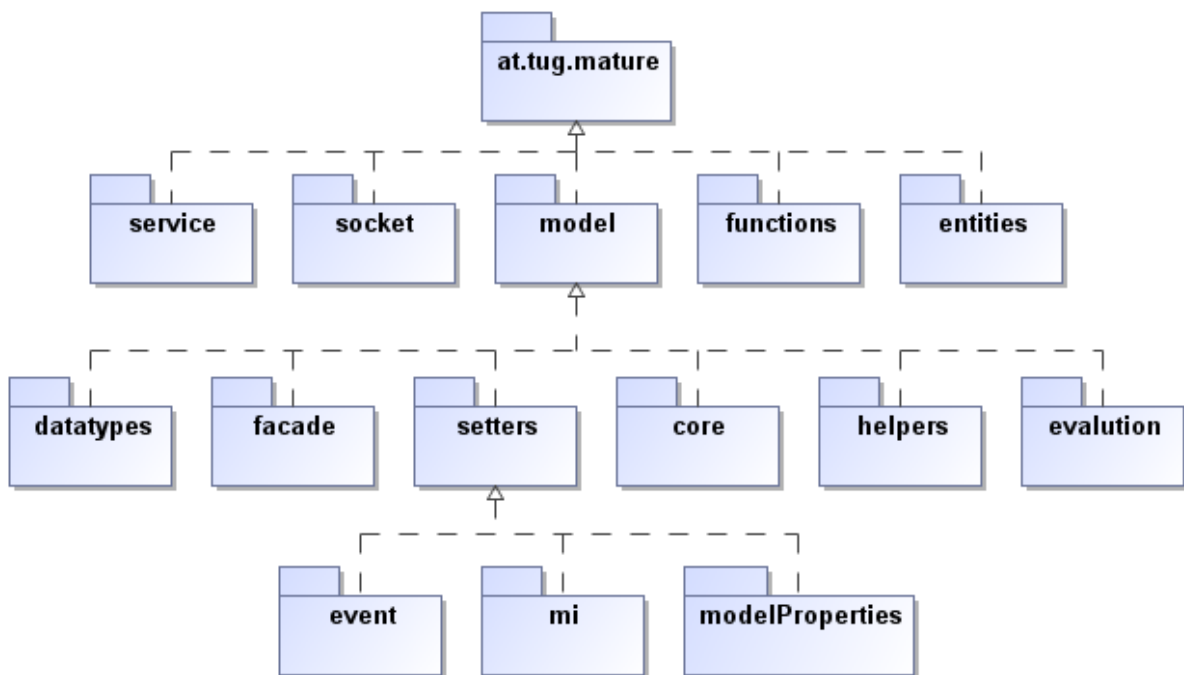 at.tug.mature
service socket model functions entities
datatypes facade setters core helpers evalution
event mi modelProperties